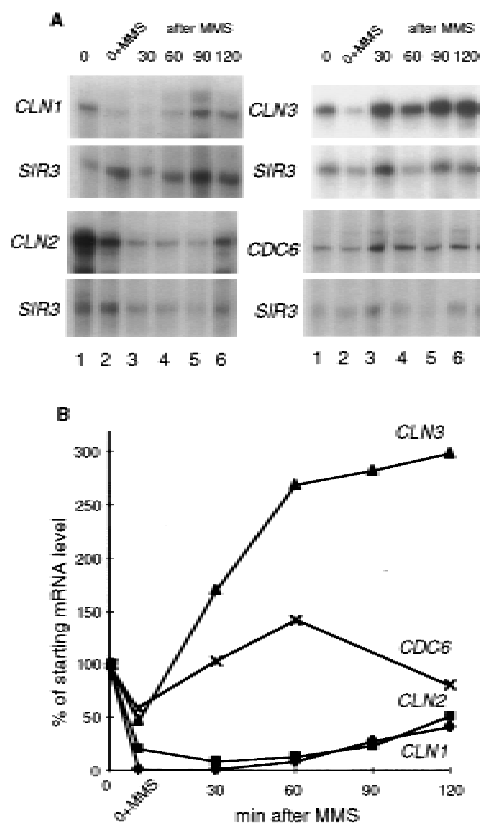 A
after MMS
0 0+MMS 30 60 90 120
CLN1
SIR3
CLN2
SIR3
1 2 3 4 5 6
after MMS
0 0+MMS 30 60 90 120
CLN3
SIR3
CDC6
SIR3
1 2 3 4 5 6
B
% of starting mRNA level
300
250
200
150
100
50
0
CLN3
CDC6
CLN2
CLN1
0 0+MMS 30 60 90 120
min after MMS